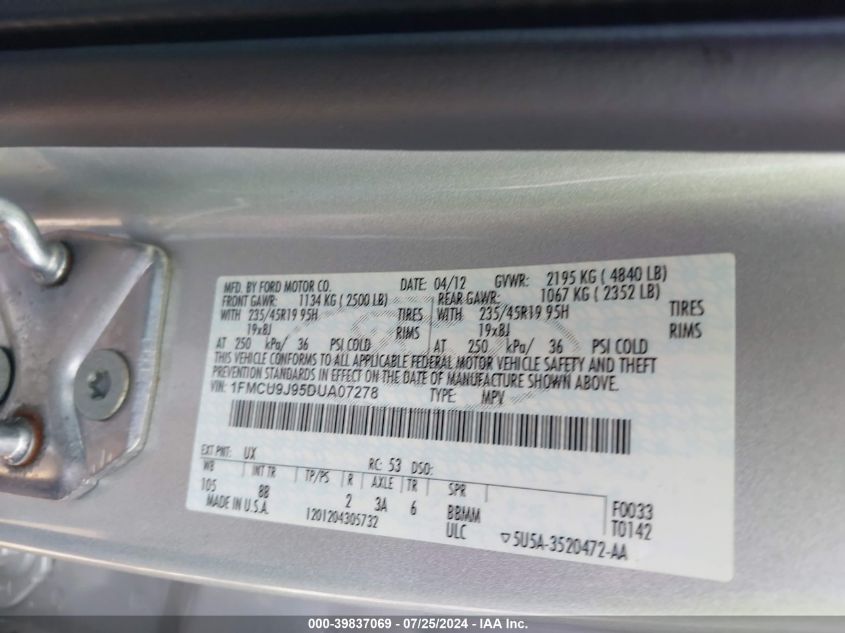 MFD. BY FORD MOTOR CO. DATE: 04/12 GVWR: 2195 KG ( 4840 LB)
FRONT GAWR: 1134 KG ( 2500 LB) REAR GAWR: 1067 KG ( 2352 LB)
WITH 235/45R19 95H TIRES WITH 235/45R19 95H TIRES
19x8J RIMS 19x8J RIMS
AT 250 kPa/ 36 PSI COLD AT 250 kPa/ 36 PSI COLD
THIS VEHICLE CONFORMS TO ALL APPLICABLE FEDERAL MOTOR VEHICLE SAFETY AND THEFT
PREVENTION STANDARDS IN EFFECT ON THE DATE OF MANUFACTURE SHOWN ABOVE.
VIN: 1FMCU9J95DUA07278 TYPE: MPV
EXT PNT: UX RC: 53 DSO:
WB INT TR TP/PS R AXLE TR SPR
105 8B 2 3A 6 BBMM F0033
MADE IN U.S.A. 1201204305732 ULC T0142
▽5U5A-3520472-AA
000-39837069 - 07/25/2024 - IAA Inc.